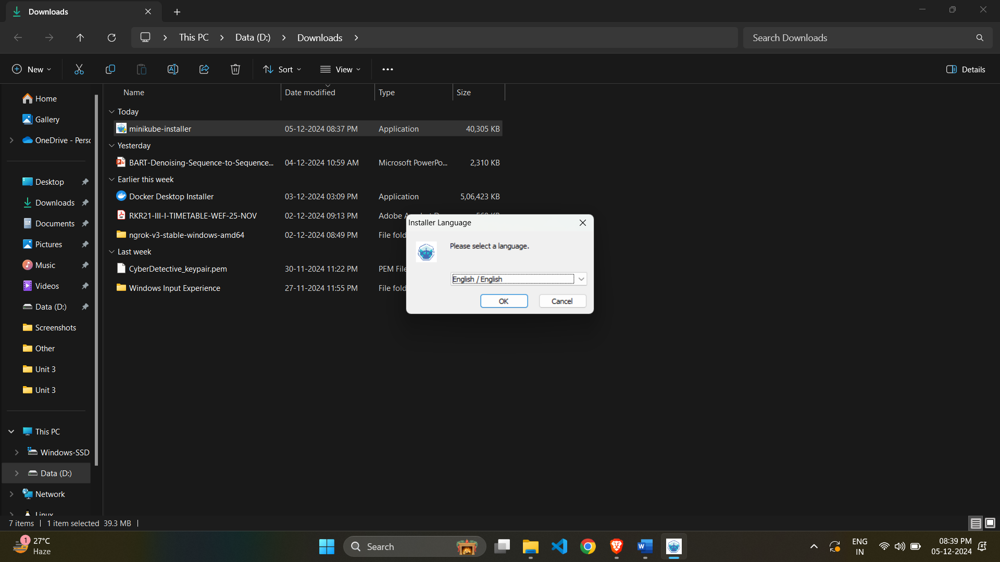 Downloads
This PC
Data (D:)
Downloads
Search Downloads
New
Sort
View
Details
Name Date modified Type Size
Today
minikube-installer 05-12-2024 08:37 PM Application 40,305 KB
Yesterday
BART-Denoising-Sequence-to-Sequence... 04-12-2024 10:59 AM Microsoft PowerPo... 2,310 KB
Earlier this week
Docker Desktop Installer 03-12-2024 03:09 PM Application 5,06,423 KB
RKR21-III-I-TIMETABLE-WEF-25-NOV 02-12-2024 09:13 PM Adobe
ngrok-v3-stable-windows-amd64 02-12-2024 08:49 PM File fold
Last week
CyberDetective_keypair.pem 30-11-2024 11:22 PM PEM File
Windows Input Experience 27-11-2024 11:55 PM File fold
Installer Language
Please select a language.
English / English
OK
Cancel
Home
Gallery
OneDrive - Perso
Desktop
Downloads
Documents
Pictures
Music
Videos
Data (D:)
Screenshots
Other
Unit 3
Unit 3
This PC
Windows-SSD
Data (D:)
Network
Linux
7 items 1 item selected 39.3 MB
1
27°C
Haze
Search
W
ENG
IN
08:39 PM
05-12-2024